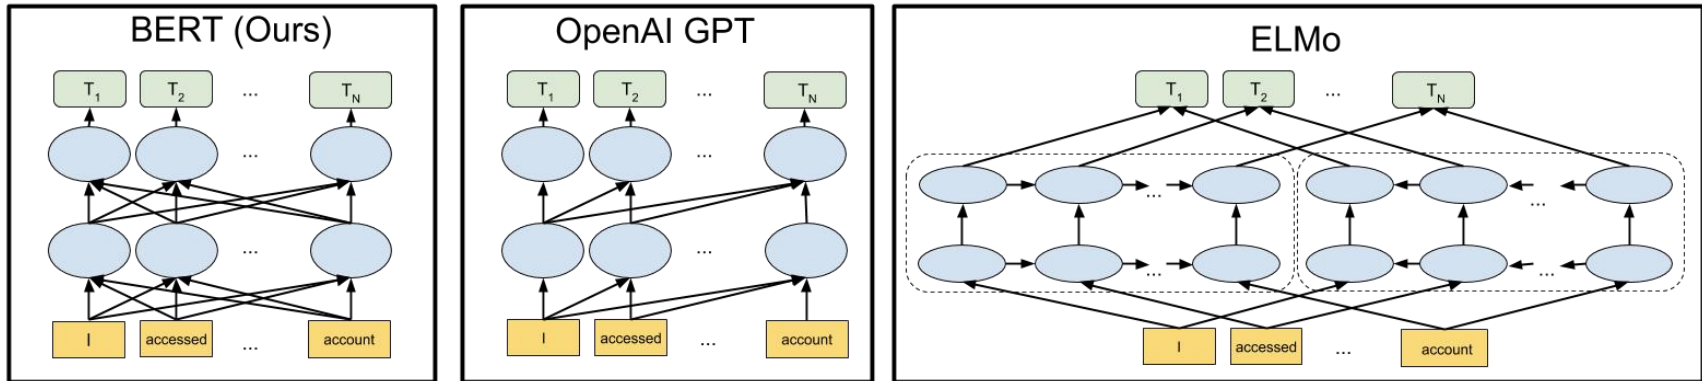 BERT (Ours)
T1 T2 ... TN
...
...
I accessed ... account
OpenAI GPT
T1 T2 ... TN
...
...
I accessed ... account
ELMo
T1 T2 ... TN
... ...
... ...
I accessed ... account